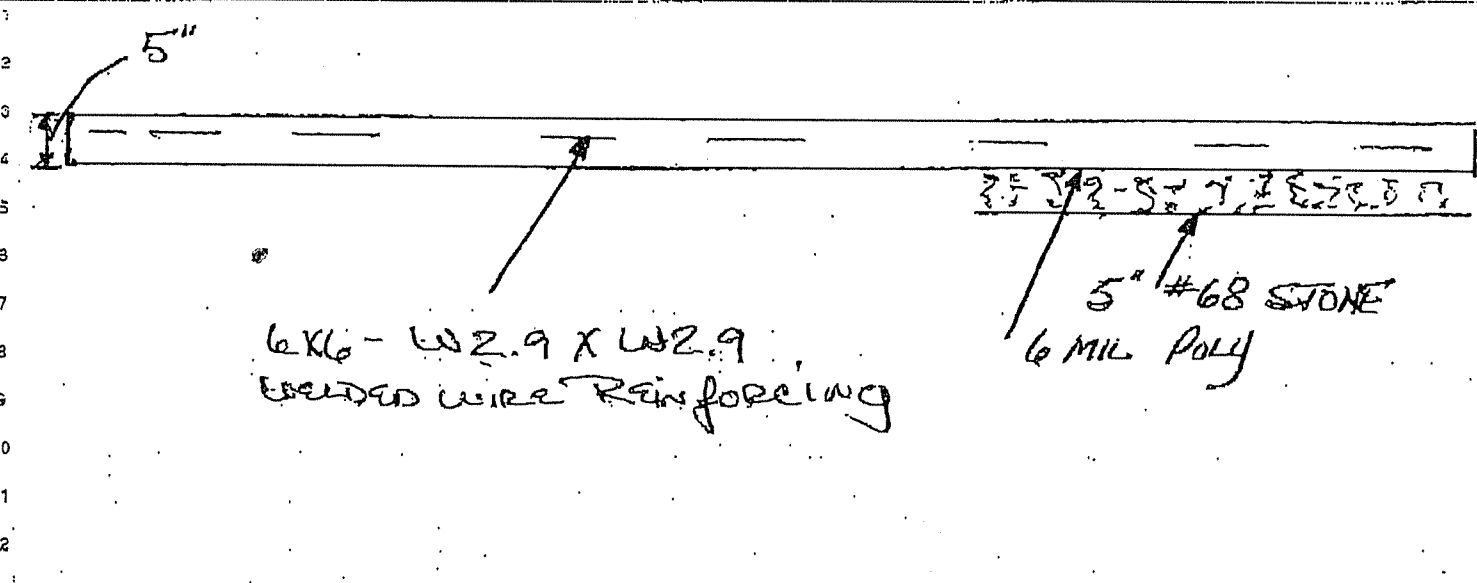 5"
5" #68 STONE
6 MIL POLY
6X6 - W2.9 X W2.9
WELDED WIRE REINFORCING